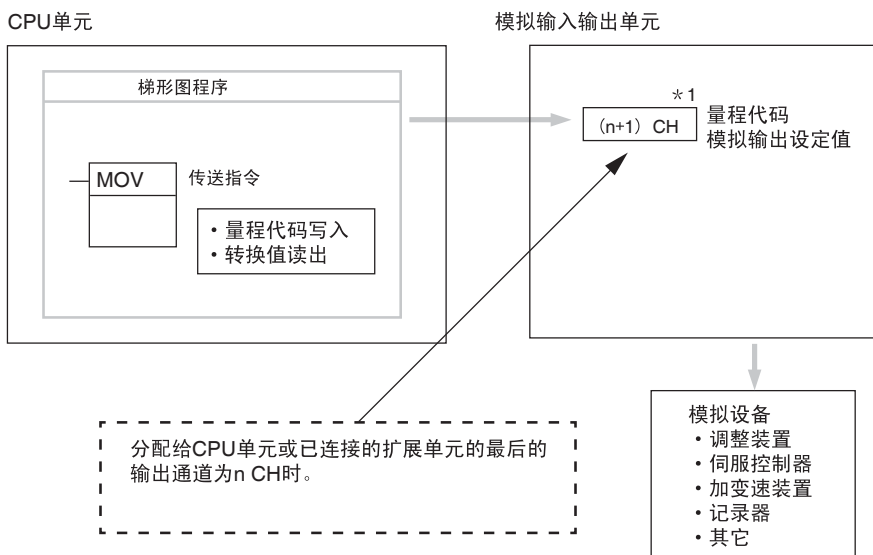 CPU单元
模拟输入输出单元
梯形图程序
MOV
传送指令
・量程代码写入
・转换值读出
＊1
（n+1）CH
量程代码
模拟输出设定值
分配给CPU单元或已连接的扩展单元的最后的
输出通道为n CH时。
模拟设备
・调整装置
・伺服控制器
・加变速装置
・记录器
・其它